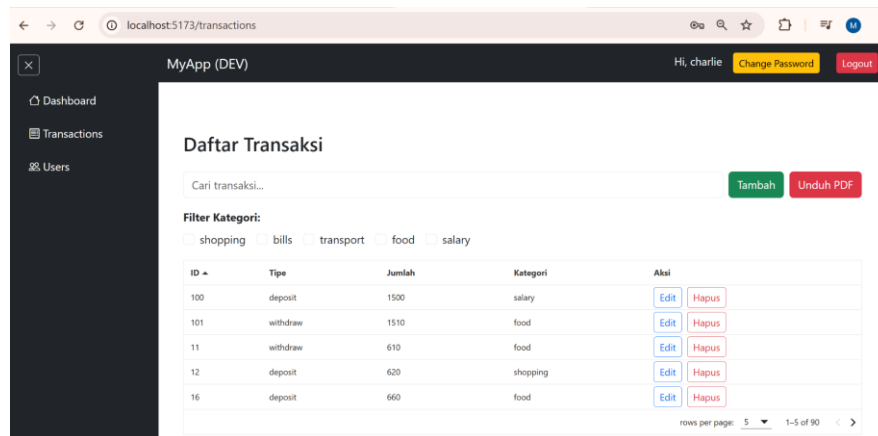 localhost:5173/transactions
M
MyApp (DEV) Hi, charlie Change Password Logout
Dashboard
Transactions
Users
Daftar Transaksi
Cari transaksi... Tambah Unduh PDF
Filter Kategori:
shopping bills transport food salary
ID Tipe Jumlah Kategori Aksi
100 deposit 1500 salary Edit Hapus
101 withdraw 1510 food Edit Hapus
11 withdraw 610 food Edit Hapus
12 deposit 620 shopping Edit Hapus
16 deposit 660 food Edit Hapus
rows per page: 5 1–5 of 90